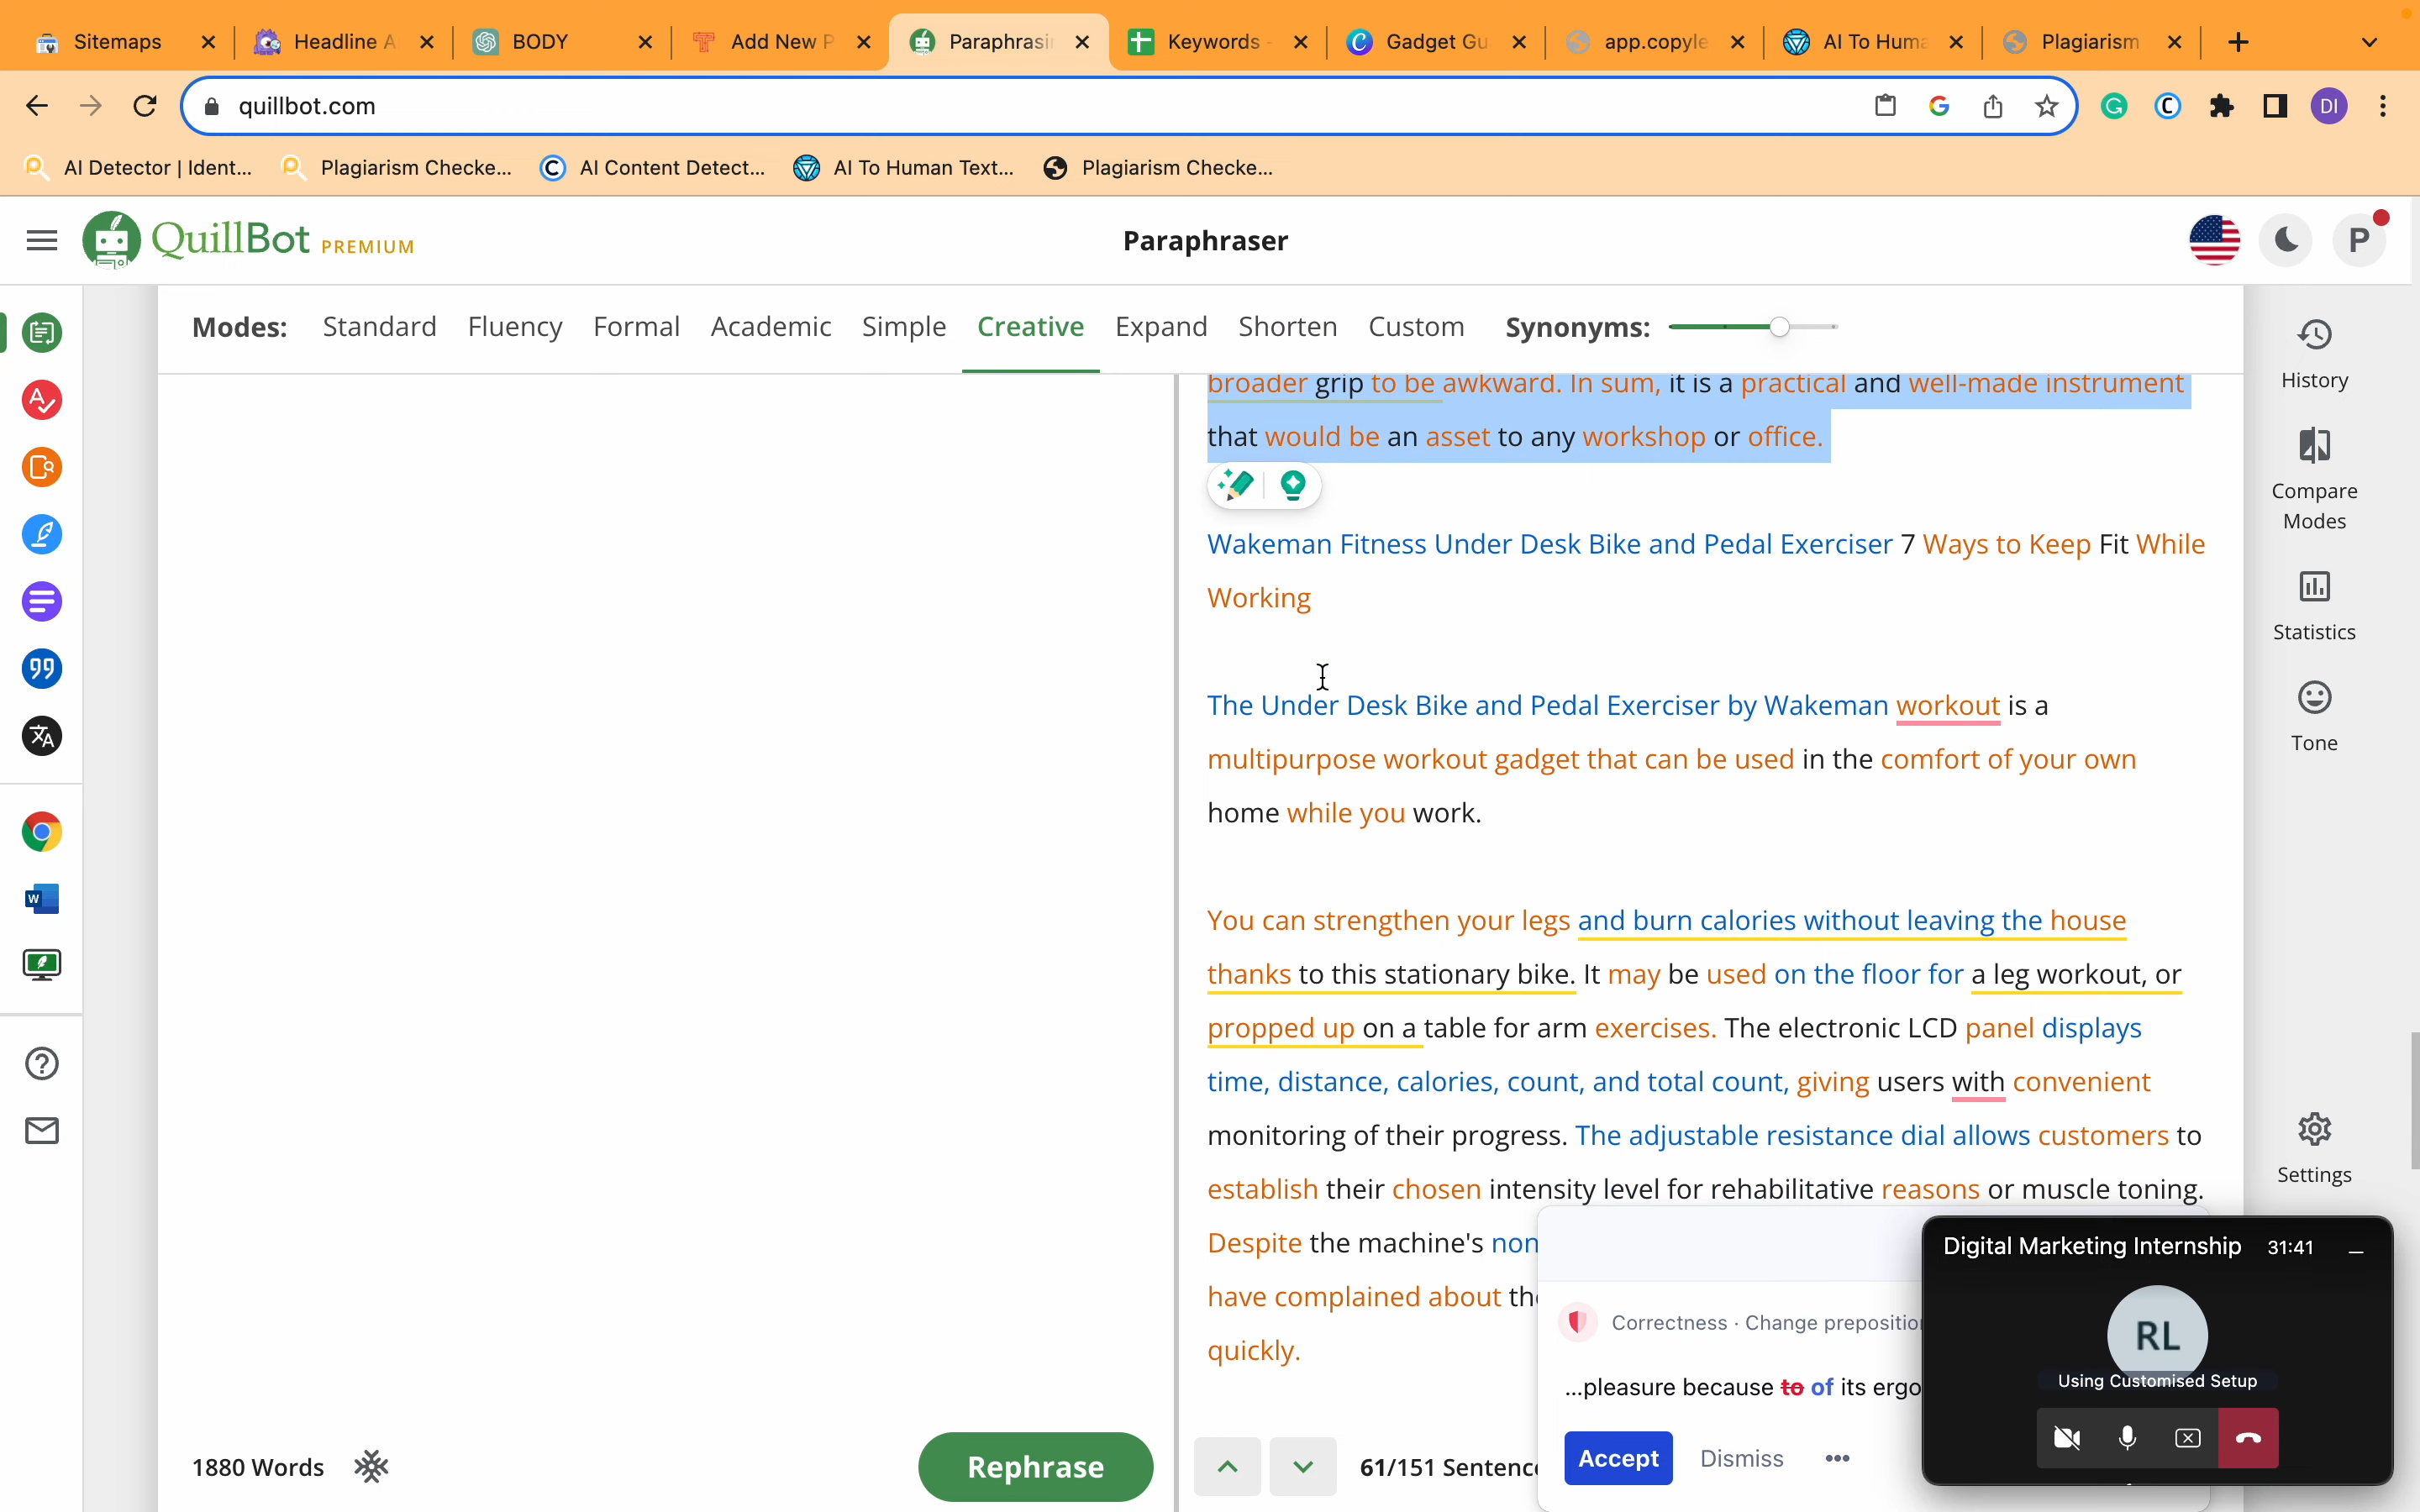 Sitemaps
Headline A
BODY
Add New P
Paraphrasi
Keywords -
Gadget Gu
app.copyle
AI To Huma
Plagiarism
quillbot.com
DI
AI Detector | Ident...
Plagiarism Checke...
AI Content Detect...
AI To Human Text...
Plagiarism Checke...
QuillBot PREMIUM
Paraphraser
P
Modes: Standard Fluency Formal Academic Simple Creative Expand Shorten Custom Synonyms:
History
Compare
Modes
Statistics
Tone
Settings
broader grip to be awkward. In sum, it is a practical and well-made instrument
that would be an asset to any workshop or office.
Wakeman Fitness Under Desk Bike and Pedal Exerciser 7 Ways to Keep Fit While
Working
The Under Desk Bike and Pedal Exerciser by Wakeman workout is a
multipurpose workout gadget that can be used in the comfort of your own
home while you work.
You can strengthen your legs and burn calories without leaving the house
thanks to this stationary bike. It may be used on the floor for a leg workout, or
propped up on a table for arm exercises. The electronic LCD panel displays
time, distance, calories, count, and total count, giving users with convenient
monitoring of their progress. The adjustable resistance dial allows customers to
establish their chosen intensity level for rehabilitative reasons or muscle toning.
Despite the machine's non
have complained about the
quickly.
1880 Words
Rephrase
61/151 Sentence
Correctness · Change preposition
...pleasure because to of its ergo
Accept
Dismiss
Digital Marketing Internship 31:41
RL
Using Customised Setup